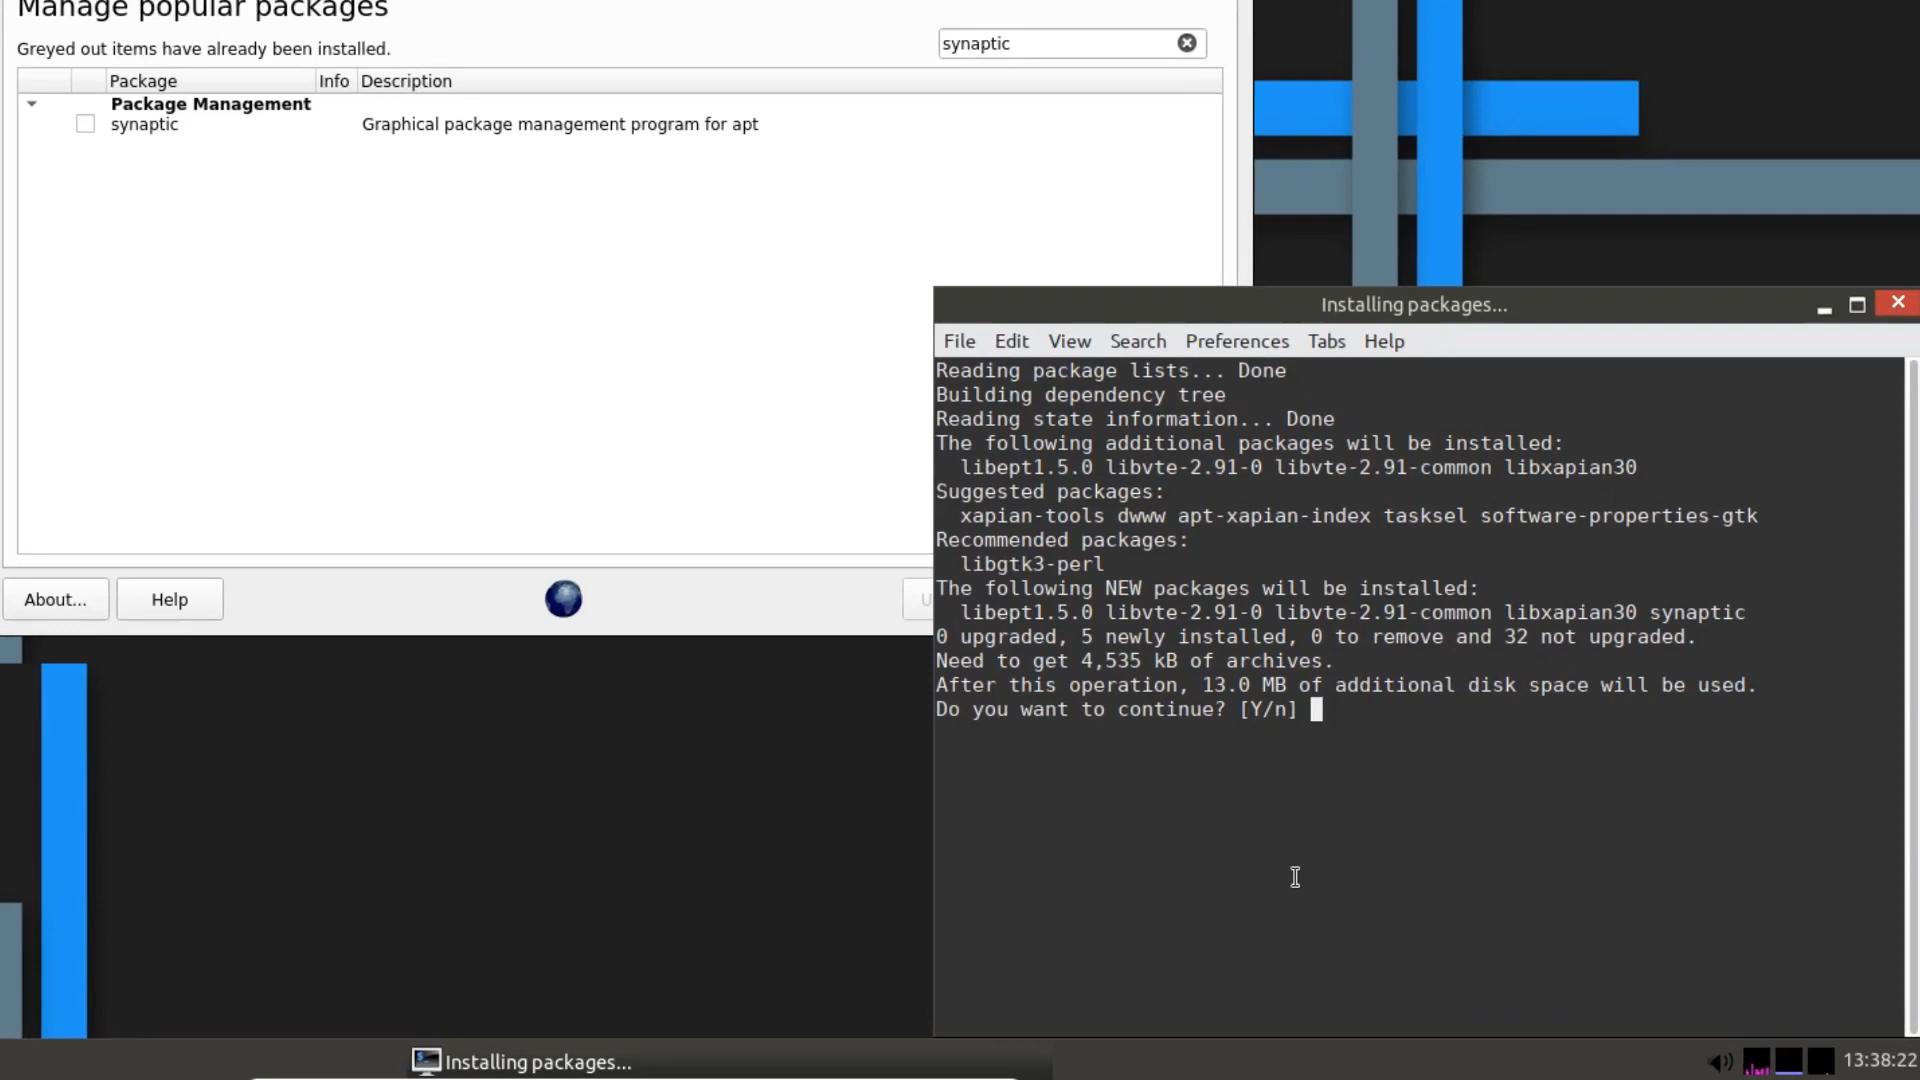 Manage popular packages
Greyed out items have already been installed.
synaptic
Package Info Description
Package Management
synaptic Graphical package management program for apt
About... Help U
Installing packages...
File Edit View Search Preferences Tabs Help
Reading package lists... Done
Building dependency tree
Reading state information... Done
The following additional packages will be installed:
libept1.5.0 libvte-2.91-0 libvte-2.91-common libxapian30
Suggested packages:
xapian-tools dwww apt-xapian-index tasksel software-properties-gtk
Recommended packages:
libgtk3-perl
The following NEW packages will be installed:
libept1.5.0 libvte-2.91-0 libvte-2.91-common libxapian30 synaptic
0 upgraded, 5 newly installed, 0 to remove and 32 not upgraded.
Need to get 4,535 kB of archives.
After this operation, 13.0 MB of additional disk space will be used.
Do you want to continue? [Y/n]
Installing packages...
13:38:22